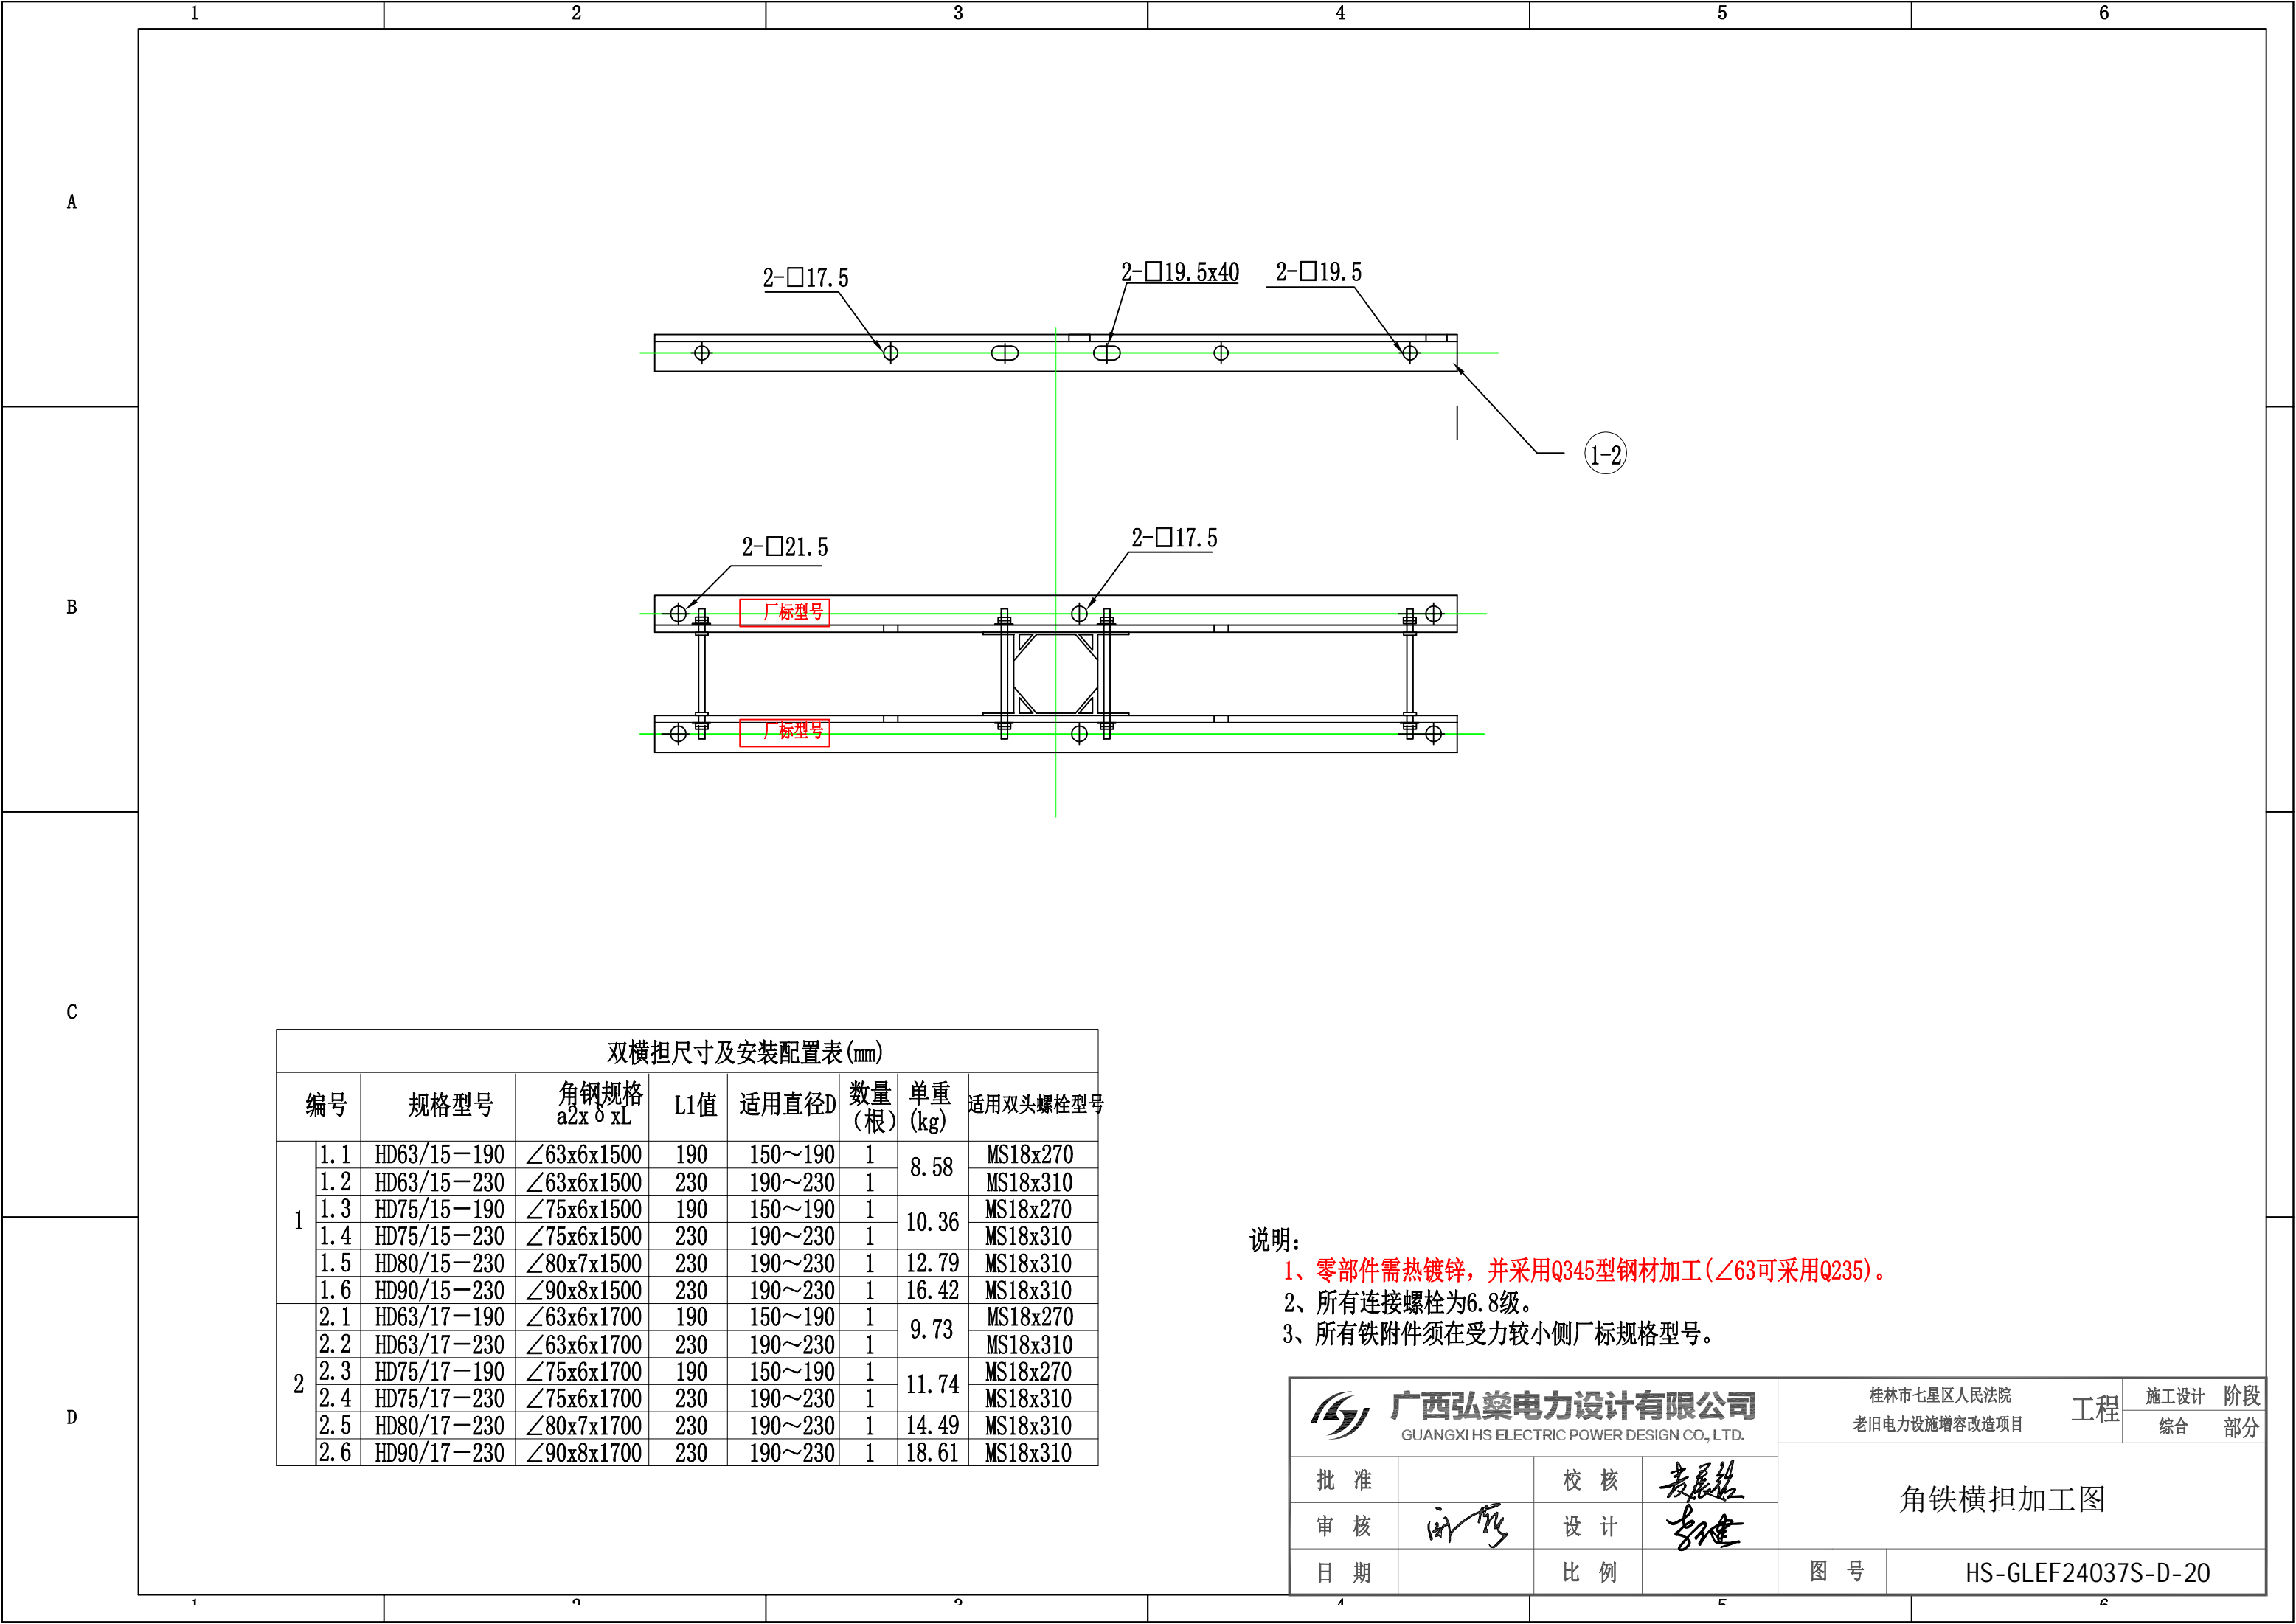 1 2 3 4 5 6
A
B
C
D
2-□17.5
2-□19.5x40
2-□19.5
1-2
2-□21.5
2-□17.5
厂标型号
厂标型号
双横担尺寸及安装配置表(mm)
编号 规格型号 角钢规格 a2xδxL L1值 适用直径D 数量(根) 单重(kg) 适用双头螺栓型号
1
1.1 HD63/15-190 ∠63x6x1500 190 150～190 1 8.58 MS18x270
1.2 HD63/15-230 ∠63x6x1500 230 190～230 1 MS18x310
1.3 HD75/15-190 ∠75x6x1500 190 150～190 1 10.36 MS18x270
1.4 HD75/15-230 ∠75x6x1500 230 190～230 1 MS18x310
1.5 HD80/15-230 ∠80x7x1500 230 190～230 1 12.79 MS18x310
1.6 HD90/15-230 ∠90x8x1500 230 190～230 1 16.42 MS18x310
2
2.1 HD63/17-190 ∠63x6x1700 190 150～190 1 9.73 MS18x270
2.2 HD63/17-230 ∠63x6x1700 230 190～230 1 MS18x310
2.3 HD75/17-190 ∠75x6x1700 190 150～190 1 11.74 MS18x270
2.4 HD75/17-230 ∠75x6x1700 230 190～230 1 MS18x310
2.5 HD80/17-230 ∠80x7x1700 230 190～230 1 14.49 MS18x310
2.6 HD90/17-230 ∠90x8x1700 230 190～230 1 18.61 MS18x310
说明:
1、零部件需热镀锌，并采用Q345型钢材加工(∠63可采用Q235)。
2、所有连接螺栓为6.8级。
3、所有铁附件须在受力较小侧厂标规格型号。
广西弘燊电力设计有限公司
GUANGXI HS ELECTRIC POWER DESIGN CO., LTD.
桂林市七星区人民法院
老旧电力设施增容改造项目
工程
施工设计 阶段
综合 部分
批 准 校 核
审 核 设 计
日 期 比 例
角铁横担加工图
图 号 HS-GLEF24037S-D-20